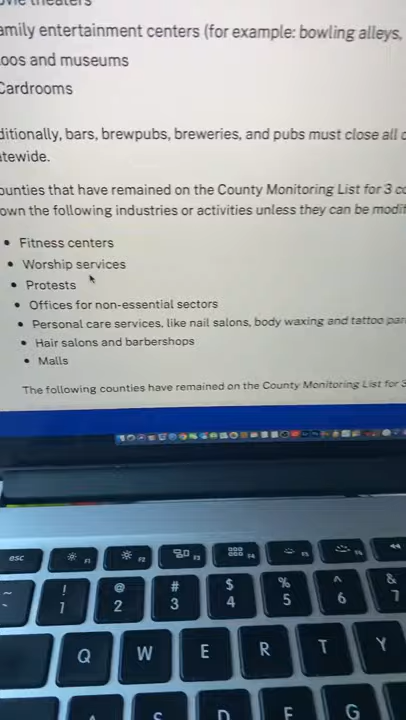 amily entertainment centers (for example: bowling alleys,
oos and museums
Cardrooms
ditionally, bars, brewpubs, breweries, and pubs must close all
tewide.
ounties that have remained on the County Monitoring List for 3
own the following industries or activities unless they can be modif
• Fitness centers
• Worship services
• Protests
• Offices for non-essential sectors
• Personal care services, like nail salons, body waxing and tattoo par
• Hair salons and barbershops
• Malls
The following counties have remained on the County Monitoring List for 3
esc F1 F2 F3 F4 F5 F6
~ ! @ # $ % ^ &
` 1 2 3 4 5 6 7
Q W E R T Y
A S D F G